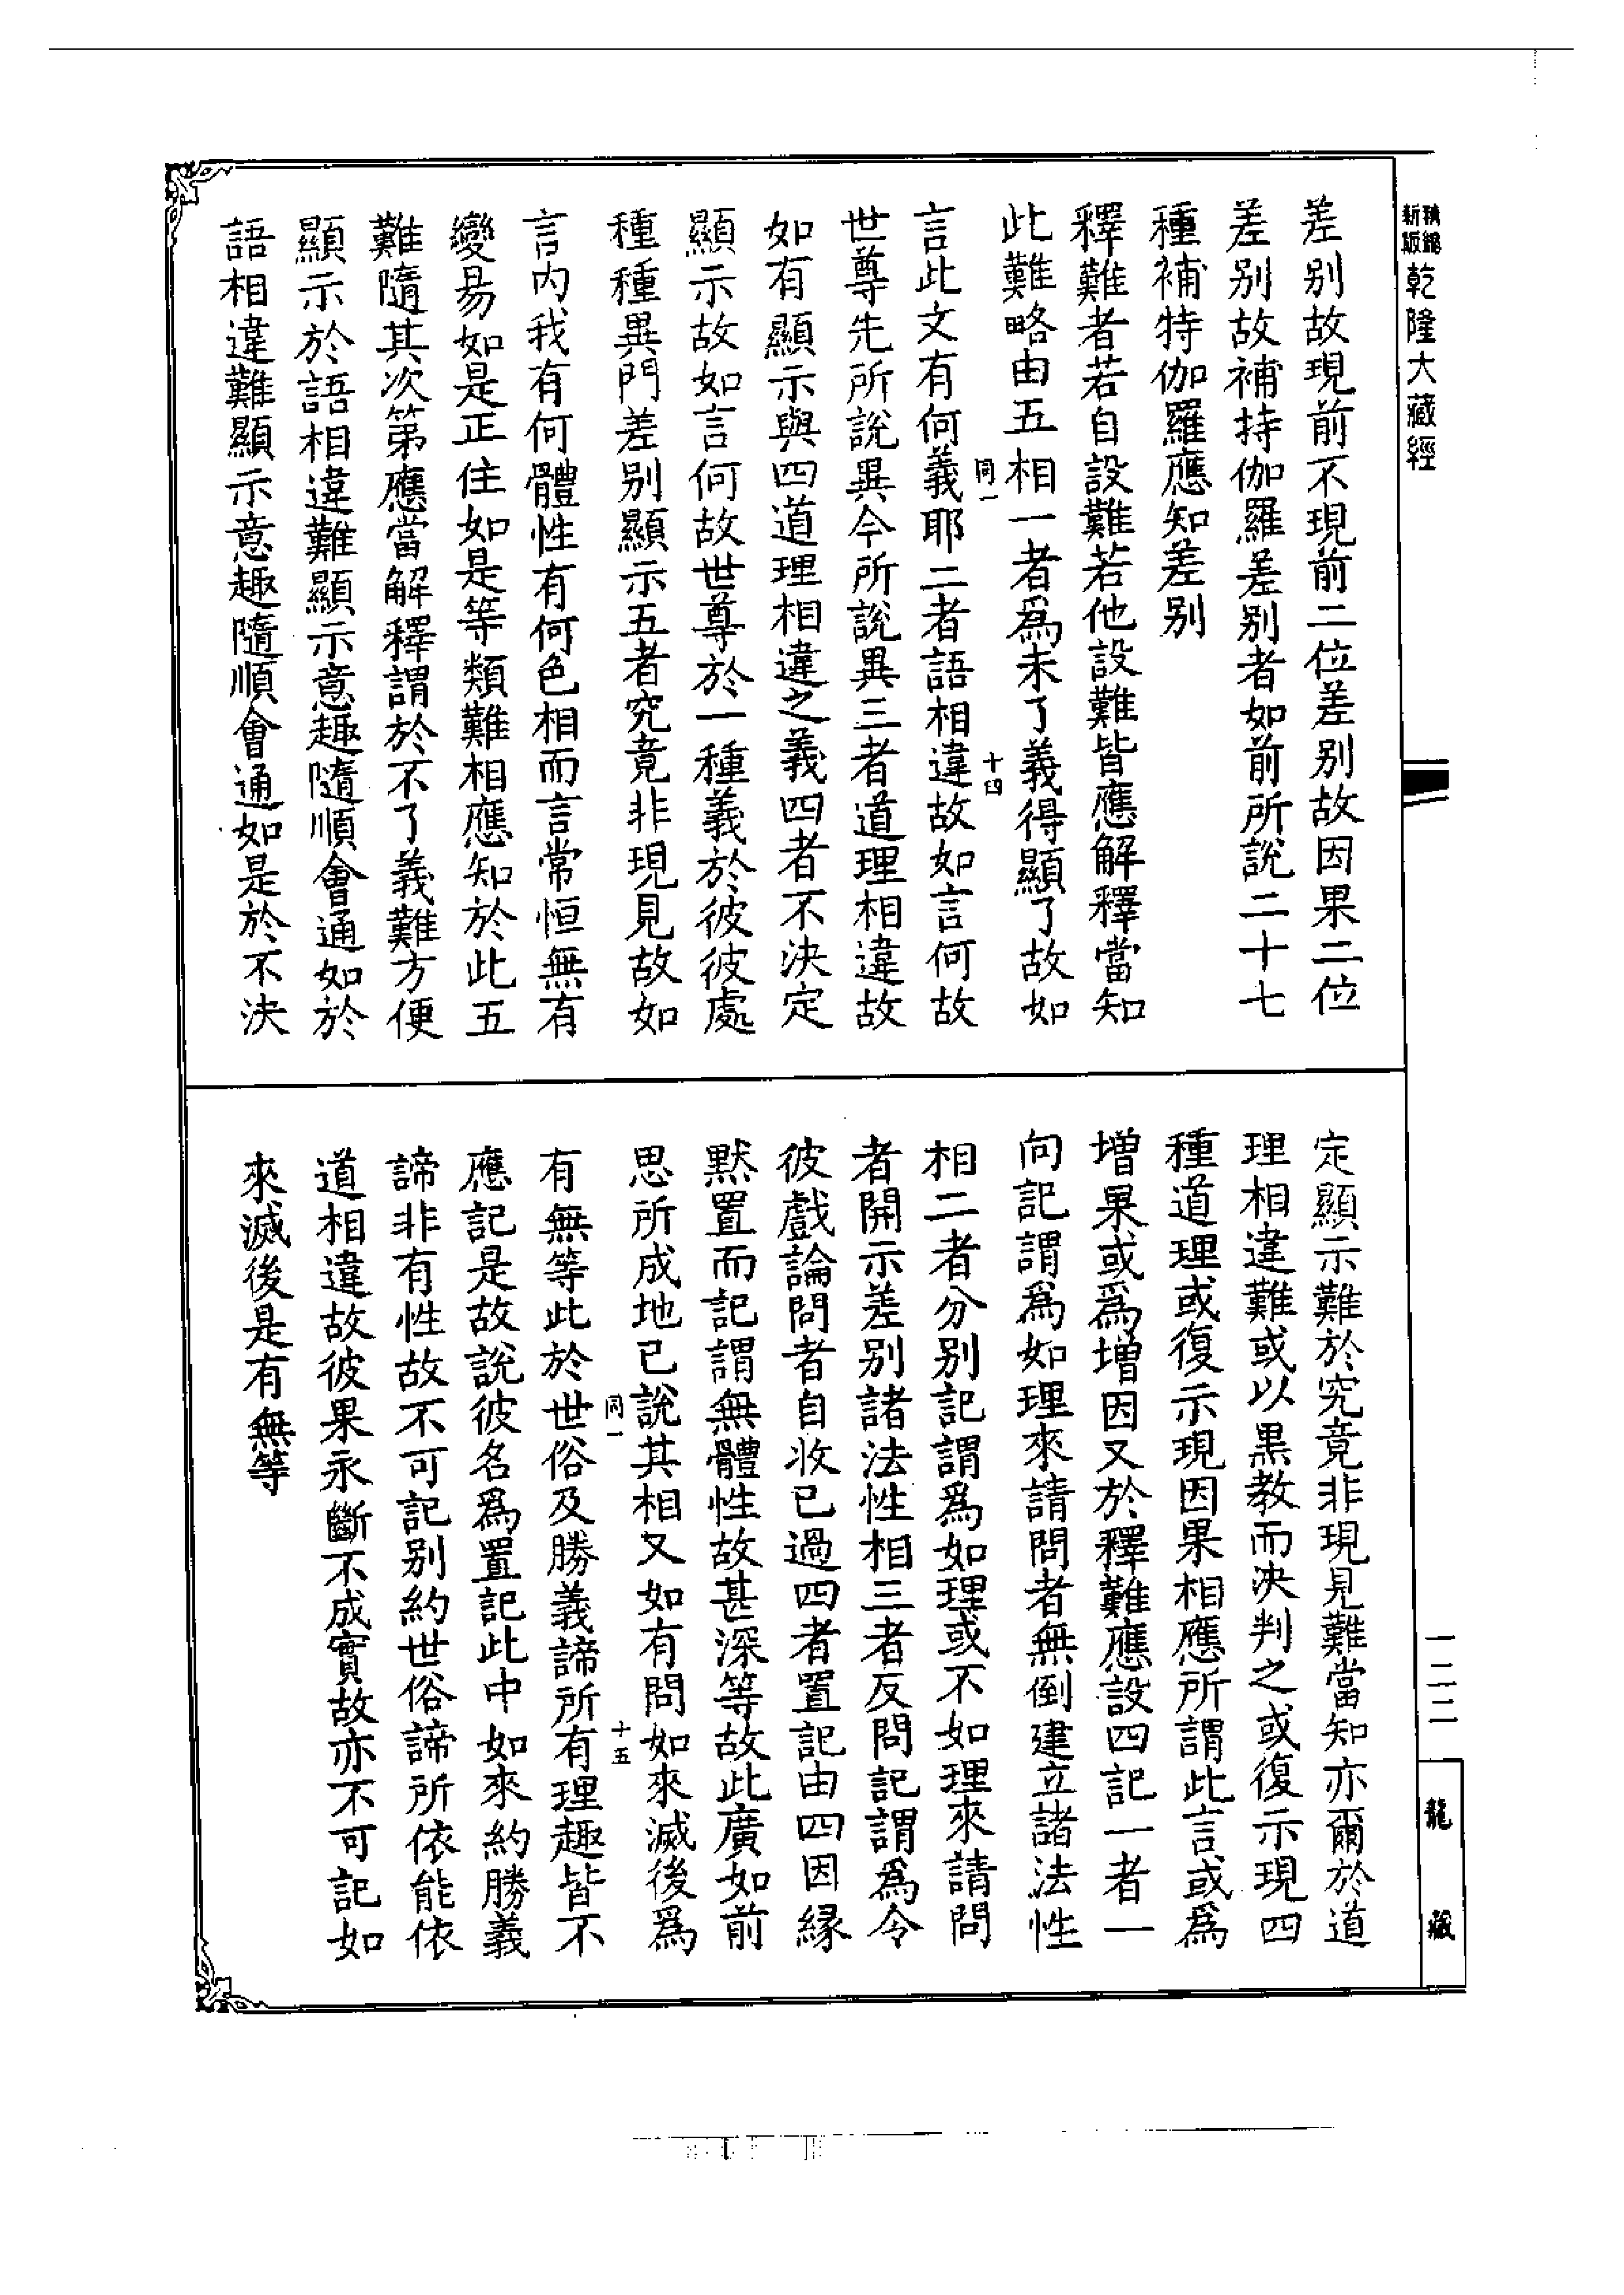 精縮
新版
乾隆大藏經
差别故現前不現前二位差别故因果二位
差别故補特伽羅差别者如前所說二十七
種補特伽羅應知差别
釋難者若自設難若他設難皆應解釋當知
此難略由五相一者爲未了義得顯了故如
同一
十四
言此文有何義耶二者語相違故如言何故
世尊先所說異今所說異三者道理相違故
如有顯示與四道理相違之義四者不決定
顯示故如言何故世尊於一種義於彼彼處
種種異門差别顯示五者究竟非現見故如
言內我有何體性有何色相而言常恒無有
變易如是正住如是等類難相應知於此五
難隨其次第應當解釋謂於不了義難方便
顯示於語相違難顯示意趣隨順會通如於
語相違難顯示意趣隨順會通如是於不決
定顯示難於究竟非現見難當知亦爾於道
理相違難或以黑教而決判之或復示現四
種道理或復示現因果相應所謂此言或爲
增果或爲增因又於釋難應設四記一者一
向記謂爲如理來請問者無倒建立諸法性
相二者分别記謂爲如理或不如理來請問
者開示差别諸法性相三者反問記謂爲令
彼戲論問者自收已過四者置記由四因緣
默置而記謂無體性故甚深等故此廣如前
思所成地已說其相又如有問如來滅後爲
同一
十五
有無等此於世俗及勝義諦所有理趣皆不
應記是故說彼名爲置記此中如來約勝義
諦非有性故不可記别約世俗諦所依能依
道相違故彼果永斷不成實故亦不可記如
來滅後是有無等
一二二
龍藏